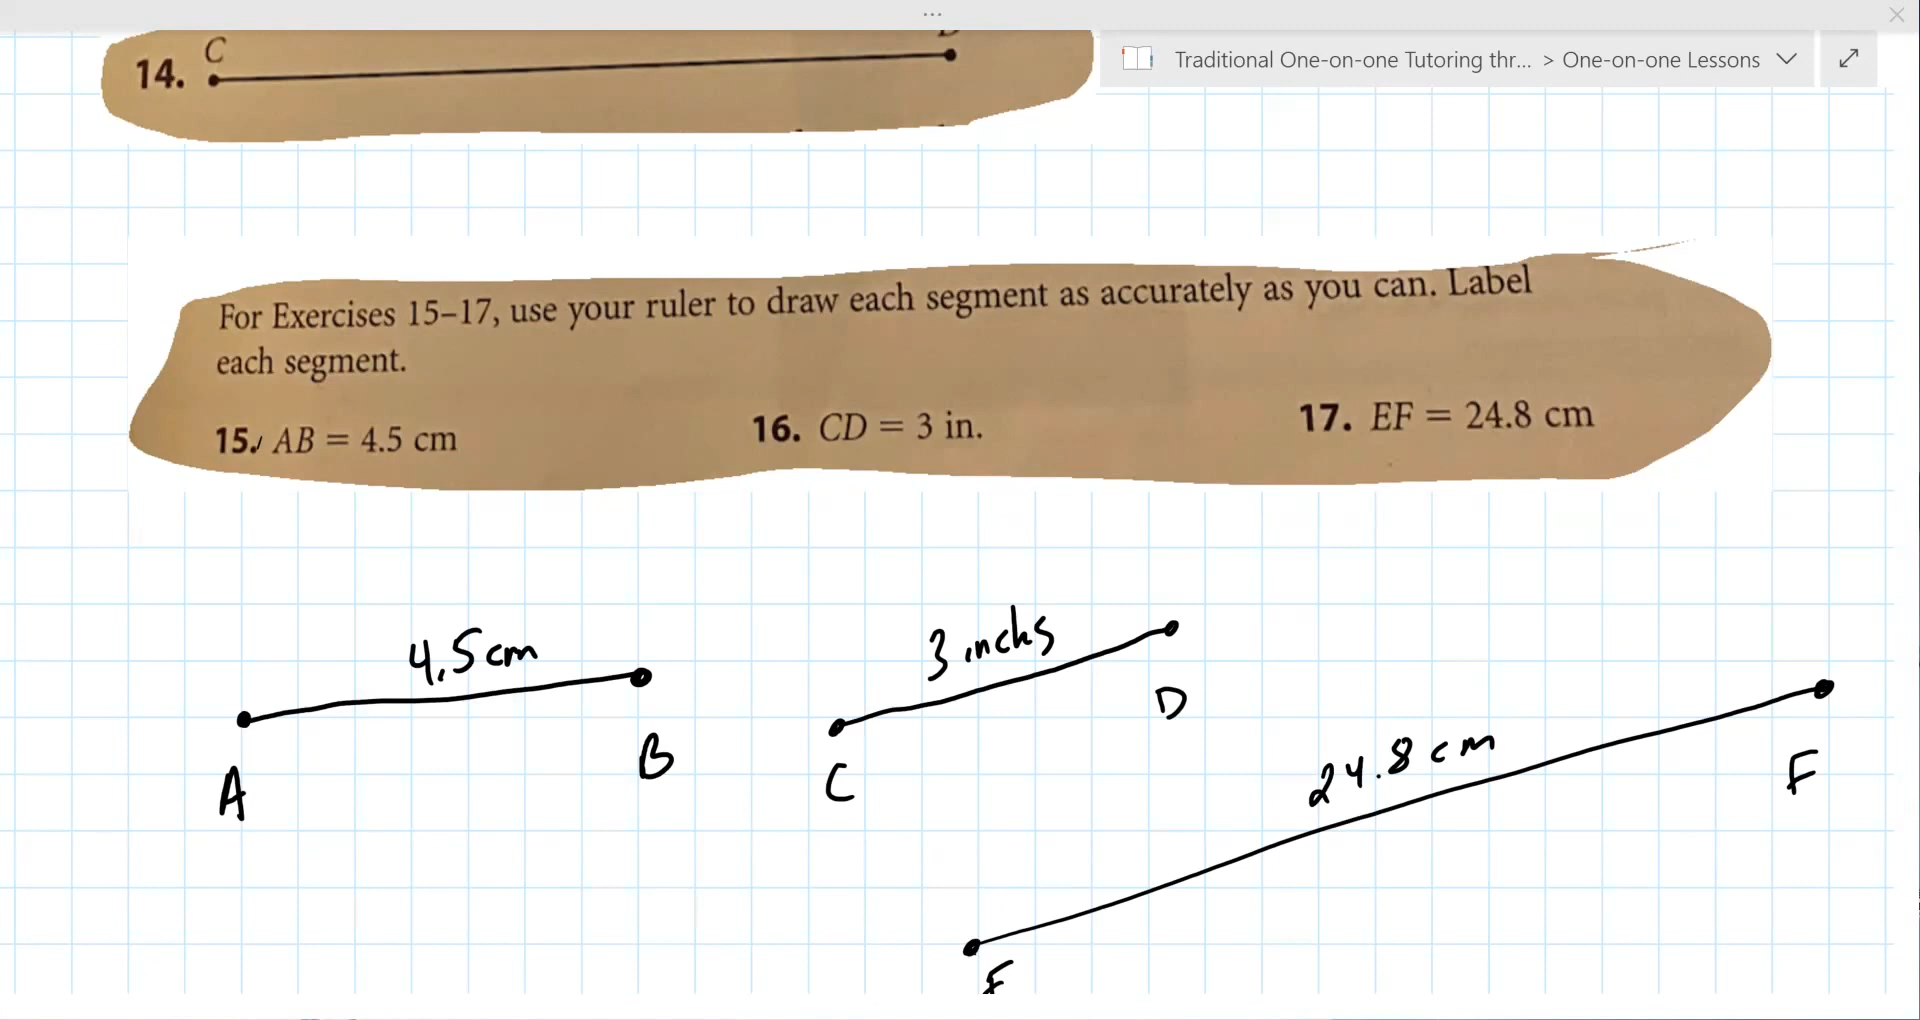 ...
Traditional One-on-one Tutoring thr... > One-on-one Lessons
14.
C
For Exercises 15–17, use your ruler to draw each segment as accurately as you can. Label
each segment.
15. AB = 4.5 cm 16. CD = 3 in. 17. EF = 24.8 cm
4.5cm
3 inchs
B
D
A
C
24.8 cm
F